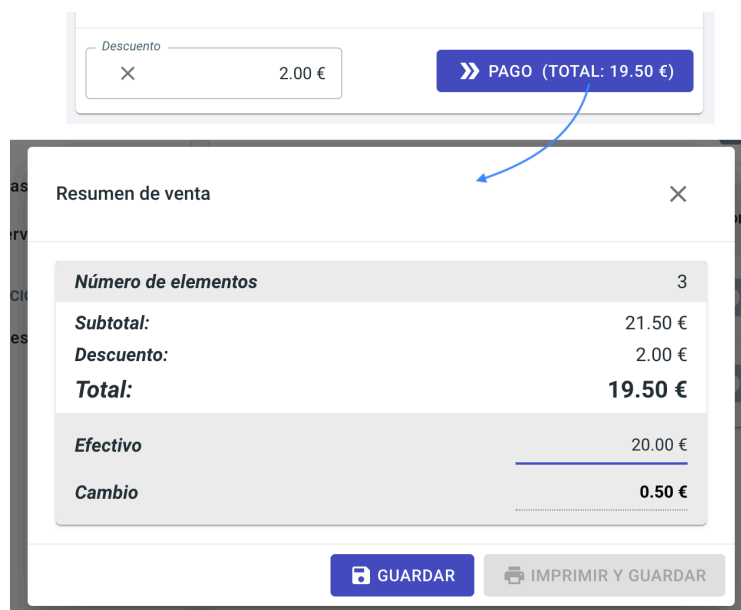 Descuento
2.00 €
PAGO (TOTAL: 19.50 €)
Resumen de venta
Número de elementos 3
Subtotal: 21.50 €
Descuento: 2.00 €
Total: 19.50 €
Efectivo 20.00 €
Cambio 0.50 €
GUARDAR IMPRIMIR Y GUARDAR